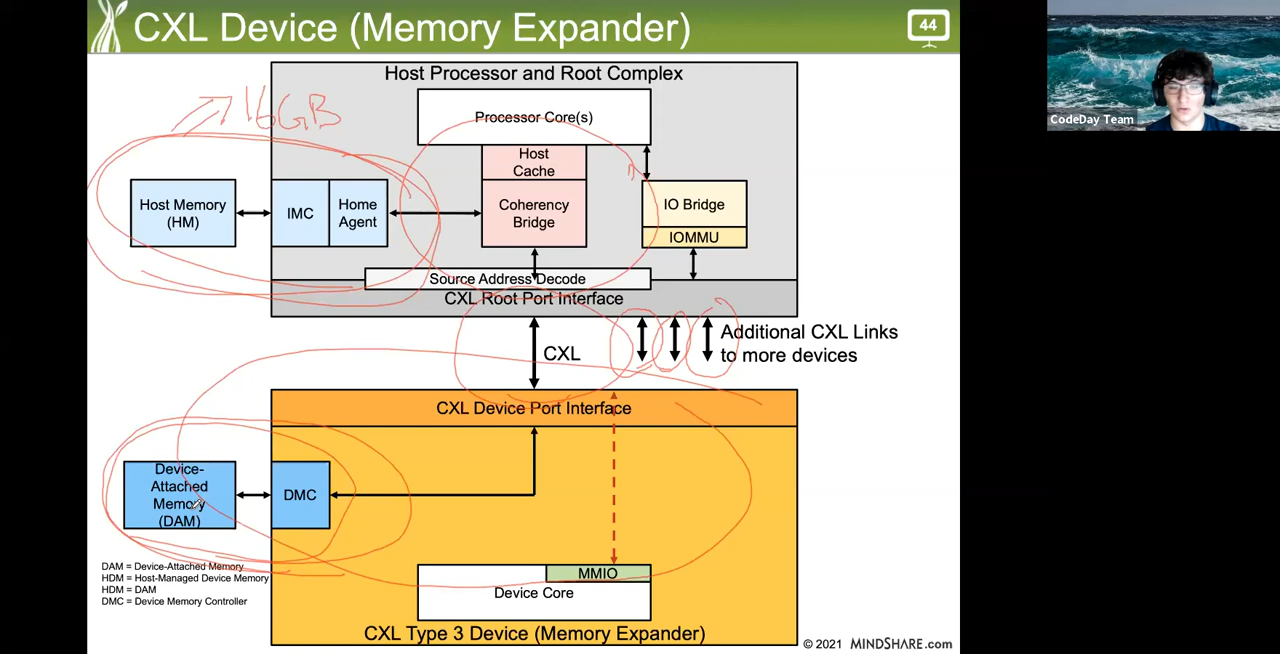 CXL Device (Memory Expander)
44
CodeDay Team
Host Processor and Root Complex
16GB
Processor Core(s)
Host
Cache
Host Memory
(HM)
IMC
Home
Agent
Coherency
Bridge
IO Bridge
IOMMU
Source Address Decode
CXL Root Port Interface
CXL
Additional CXL Links
to more devices
CXL Device Port Interface
Device-
Attached
Memory
(DAM)
DMC
DAM = Device-Attached Memory
HDM = Host-Managed Device Memory
HDM = DAM
DMC = Device Memory Controller
MMIO
Device Core
CXL Type 3 Device (Memory Expander)
© 2021 MINDSHARE.com